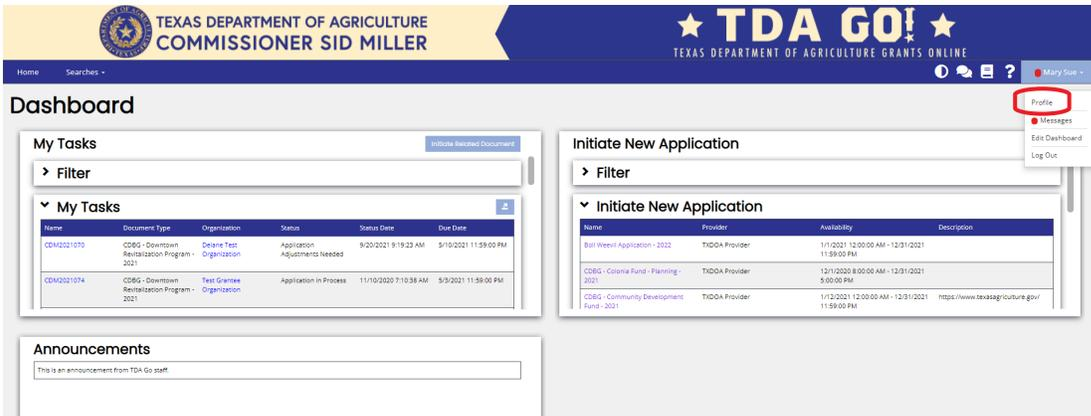 TEXAS DEPARTMENT OF AGRICULTURE
COMMISSIONER SID MILLER
TDA GO!
TEXAS DEPARTMENT OF AGRICULTURE GRANTS ONLINE
Home Searches
? Mary Sue
Profile
Messages
Edit Dashboard
Log Out
Dashboard
My Tasks Initiate Related Document
Filter
My Tasks
Name Document Type Organization Status Status Date Due Date
CDM2021070 CDBG - Downtown Revitalization Program - 2021 Delane Test Organization Application Adjustments Needed 9/20/2021 9:19:23 AM 5/10/2021 11:59:00 PM
CDM2021074 CDBG - Downtown Revitalization Program - 2021 Test Grantee Organization Application in Process 11/10/2020 7:10:58 AM 5/3/2021 11:59:00 PM
Initiate New Application
Filter
Initiate New Application
Name Provider Availability Description
Boll Weevil Application - 2022 TXDOA Provider 1/1/2021 12:00:00 AM - 12/31/2021 11:59:00 PM
CDBG - Colonia Fund - Planning - 2021 TXDOA Provider 12/1/2020 8:00:00 AM - 12/31/2021 5:00:00 PM
CDBG - Community Development Fund - 2021 TXDOA Provider 1/12/2021 12:00:00 AM - 12/31/2021 11:59:00 PM https://www.texasagriculture.gov/
Announcements
This is an announcement from TDA Go staff.